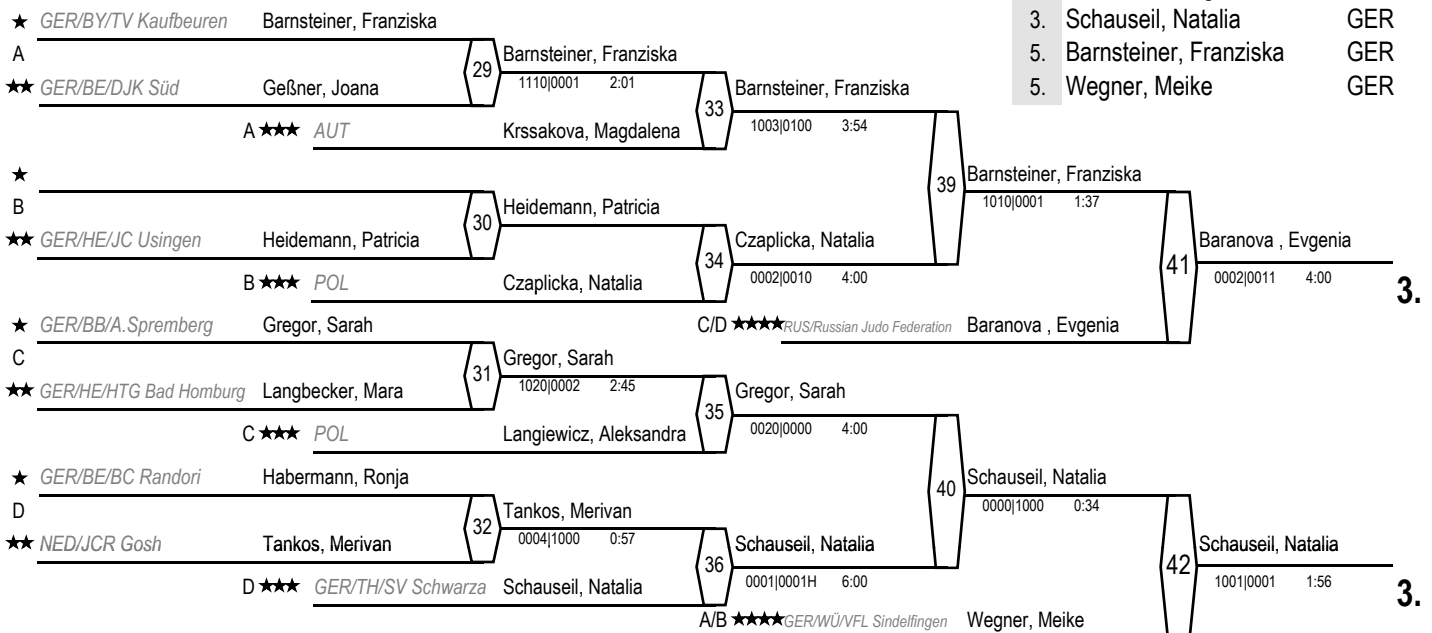 ★ GER/BY/TV Kaufbeuren Barnsteiner, Franziska
3. Schauseil, Natalia GER
A
29 Barnsteiner, Franziska
1110|0001 2:01
5. Barnsteiner, Franziska GER
★★ GER/BE/DJK Süd Geßner, Joana
33 Barnsteiner, Franziska
1003|0100 3:54
5. Wegner, Meike GER
A ★★★ AUT Krssakova, Magdalena
★
39 Barnsteiner, Franziska
1010|0001 1:37
B
30 Heidemann, Patricia
★★ GER/HE/JC Usingen Heidemann, Patricia
34 Czaplicka, Natalia
0002|0010 4:00
41 Baranova , Evgenia
0002|0011 4:00
3.
B ★★★ POL Czaplicka, Natalia
★ GER/BB/A.Spremberg Gregor, Sarah
C/D ★★★★ RUS/Russian Judo Federation Baranova , Evgenia
C
31 Gregor, Sarah
1020|0002 2:45
★★ GER/HE/HTG Bad Homburg Langbecker, Mara
35 Gregor, Sarah
0020|0000 4:00
C ★★★ POL Langiewicz, Aleksandra
★ GER/BE/BC Randori Habermann, Ronja
40 Schauseil, Natalia
0000|1000 0:34
D
32 Tankos, Merivan
0004|1000 0:57
★★ NED/JCR Gosh Tankos, Merivan
36 Schauseil, Natalia
0001|0001H 6:00
42 Schauseil, Natalia
1001|0001 1:56
3.
D ★★★ GER/TH/SV Schwarza Schauseil, Natalia
A/B ★★★★ GER/WÜ/VFL Sindelfingen Wegner, Meike